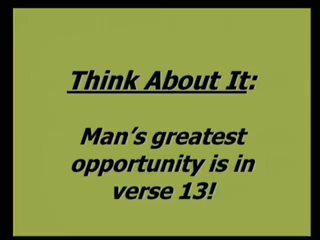 Think About It:
Man's greatest
opportunity is in
verse 13!